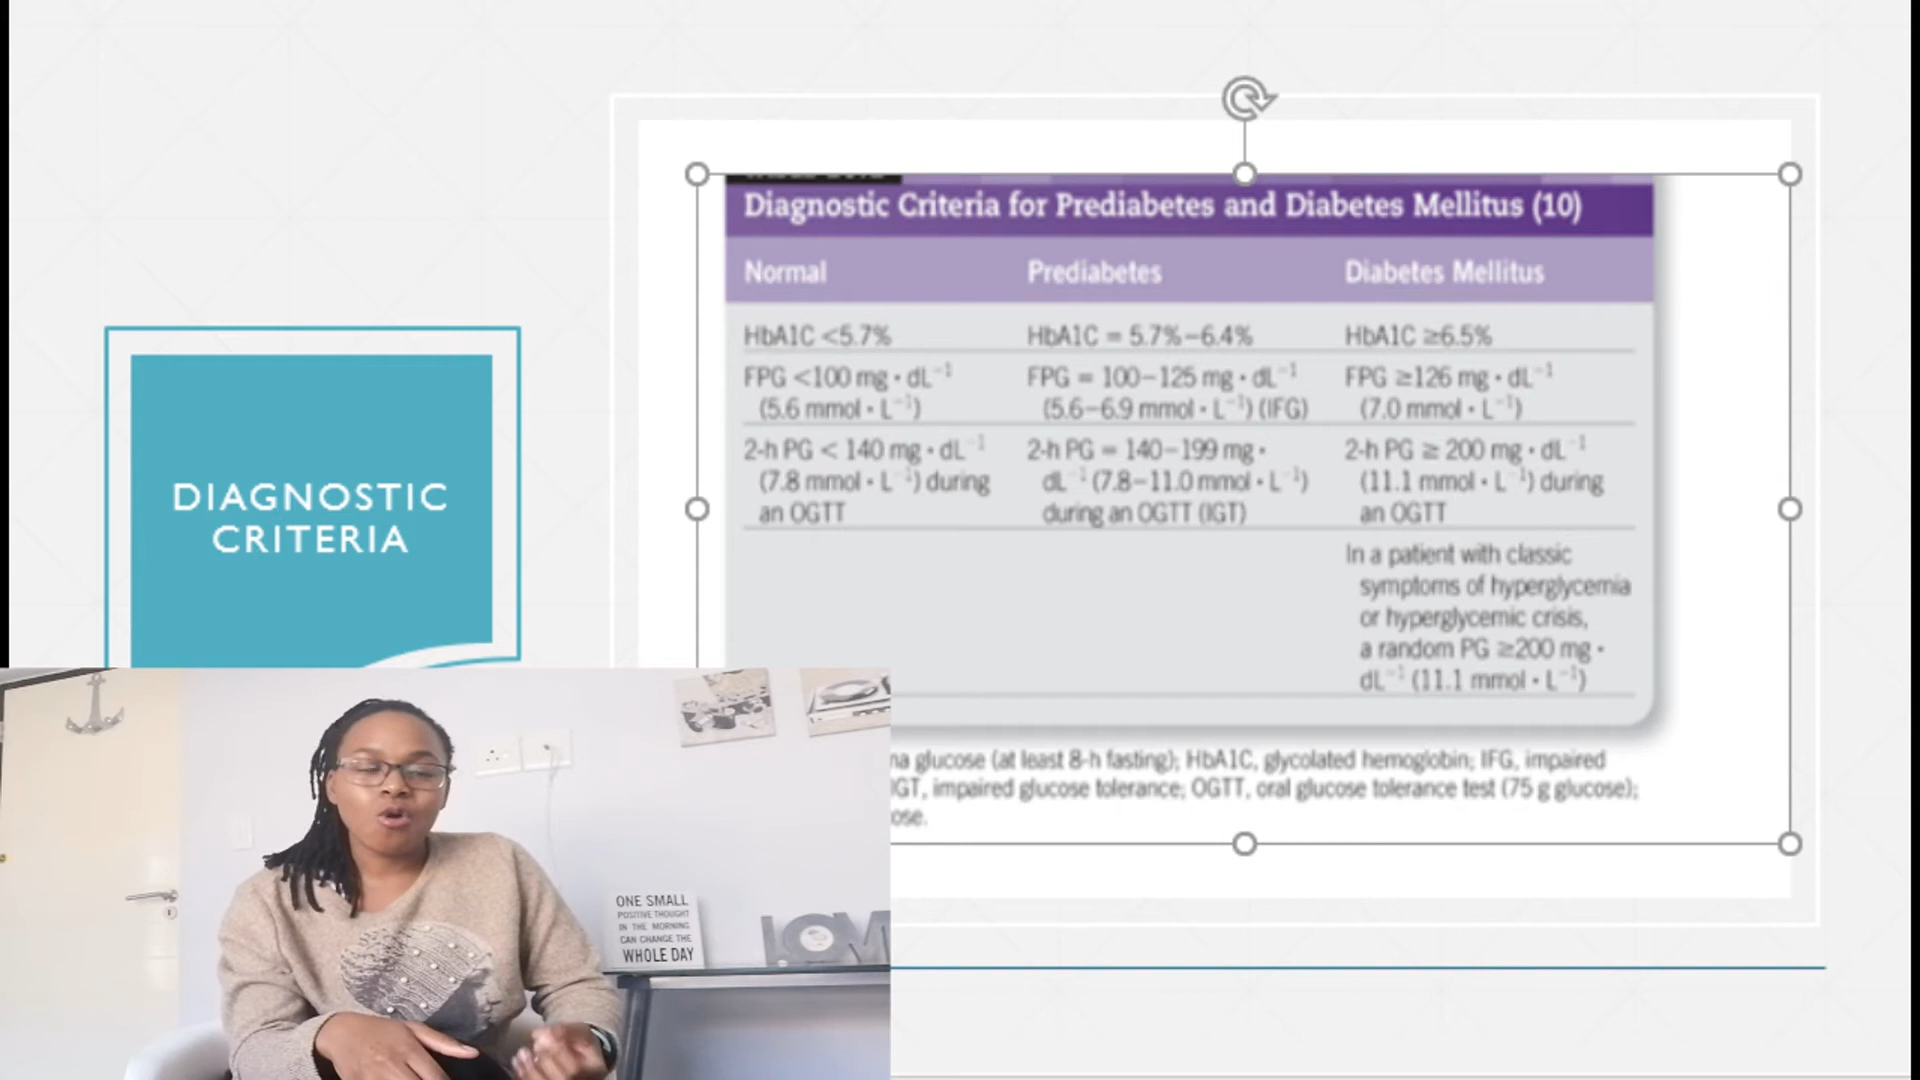 Diagnostic Criteria for Prediabetes and Diabetes Mellitus (10)
Normal Prediabetes Diabetes Mellitus
HbA1C <5.7% HbA1C = 5.7%–6.4% HbA1C ≥6.5%
FPG <100 mg · dL⁻¹ FPG = 100–125 mg · dL⁻¹ FPG ≥126 mg · dL⁻¹
(5.6 mmol · L⁻¹) (5.6–6.9 mmol · L⁻¹) (IFG) (7.0 mmol · L⁻¹)
2-h PG < 140 mg · dL⁻¹ 2-h PG = 140–199 mg · 2-h PG ≥ 200 mg · dL⁻¹
(7.8 mmol · L⁻¹) during dL⁻¹ (7.8–11.0 mmol · L⁻¹) (11.1 mmol · L⁻¹) during
an OGTT during an OGTT (IGT) an OGTT
In a patient with classic
symptoms of hyperglycemia
or hyperglycemic crisis,
a random PG ≥200 mg ·
dL⁻¹ (11.1 mmol · L⁻¹)
glucose (at least 8-h fasting); HbA1C, glycolated hemoglobin; IFG, impaired
IGT, impaired glucose tolerance; OGTT, oral glucose tolerance test (75 g glucose);
DIAGNOSTIC
CRITERIA
ONE SMALL
POSITIVE THOUGHT
IN THE MORNING
CAN CHANGE THE
WHOLE DAY
LOVE